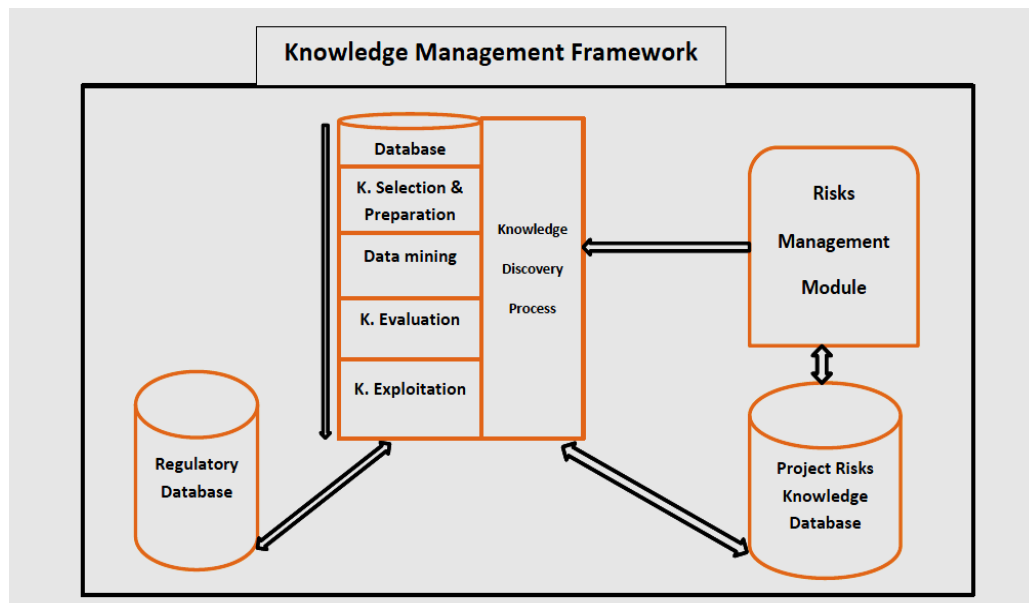 Knowledge Management Framework
Database
K. Selection &
Preparation
Data mining
K. Evaluation
K. Exploitation
Knowledge
Discovery
Process
Risks
Management
Module
Regulatory
Database
Project Risks
Knowledge
Database